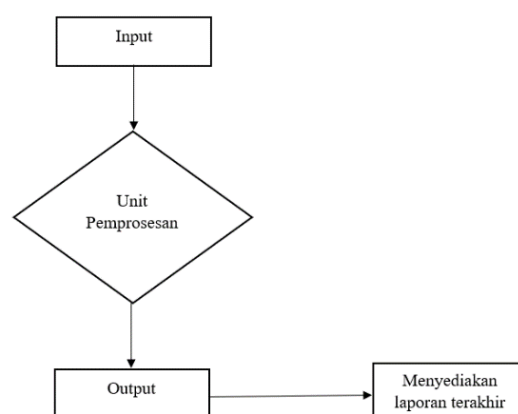 Input
Unit
Pemprosesan
Output
Menyediakan
laporan terakhir